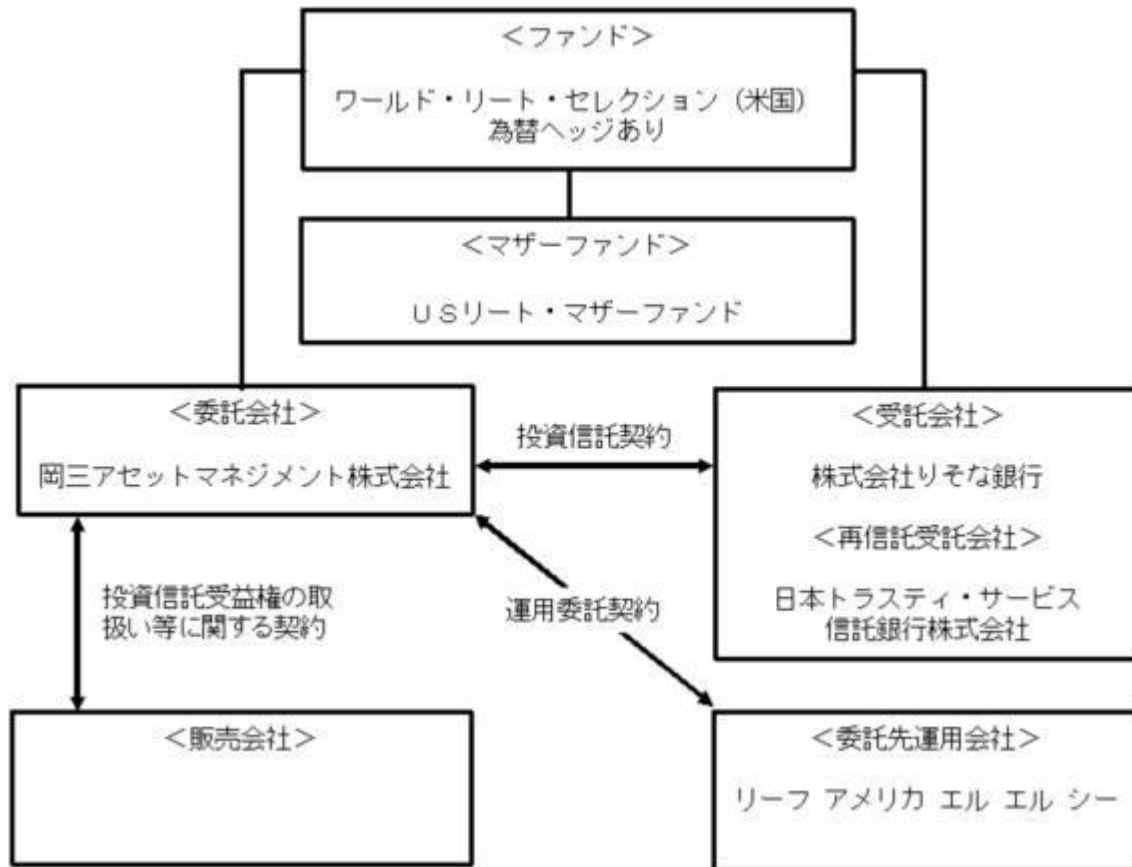 ＜ファンド＞
ワールド・リート・セレクション（米国）
為替ヘッジあり
＜マザーファンド＞
ＵＳリート・マザーファンド
＜委託会社＞
岡三アセットマネジメント株式会社
投資信託契約
＜受託会社＞
株式会社りそな銀行
＜再信託受託会社＞
日本トラスティ・サービス
信託銀行株式会社
投資信託受益権の取
扱い等に関する契約
運用委託契約
＜販売会社＞
＜委託先運用会社＞
リーフ アメリカ エル エル シー